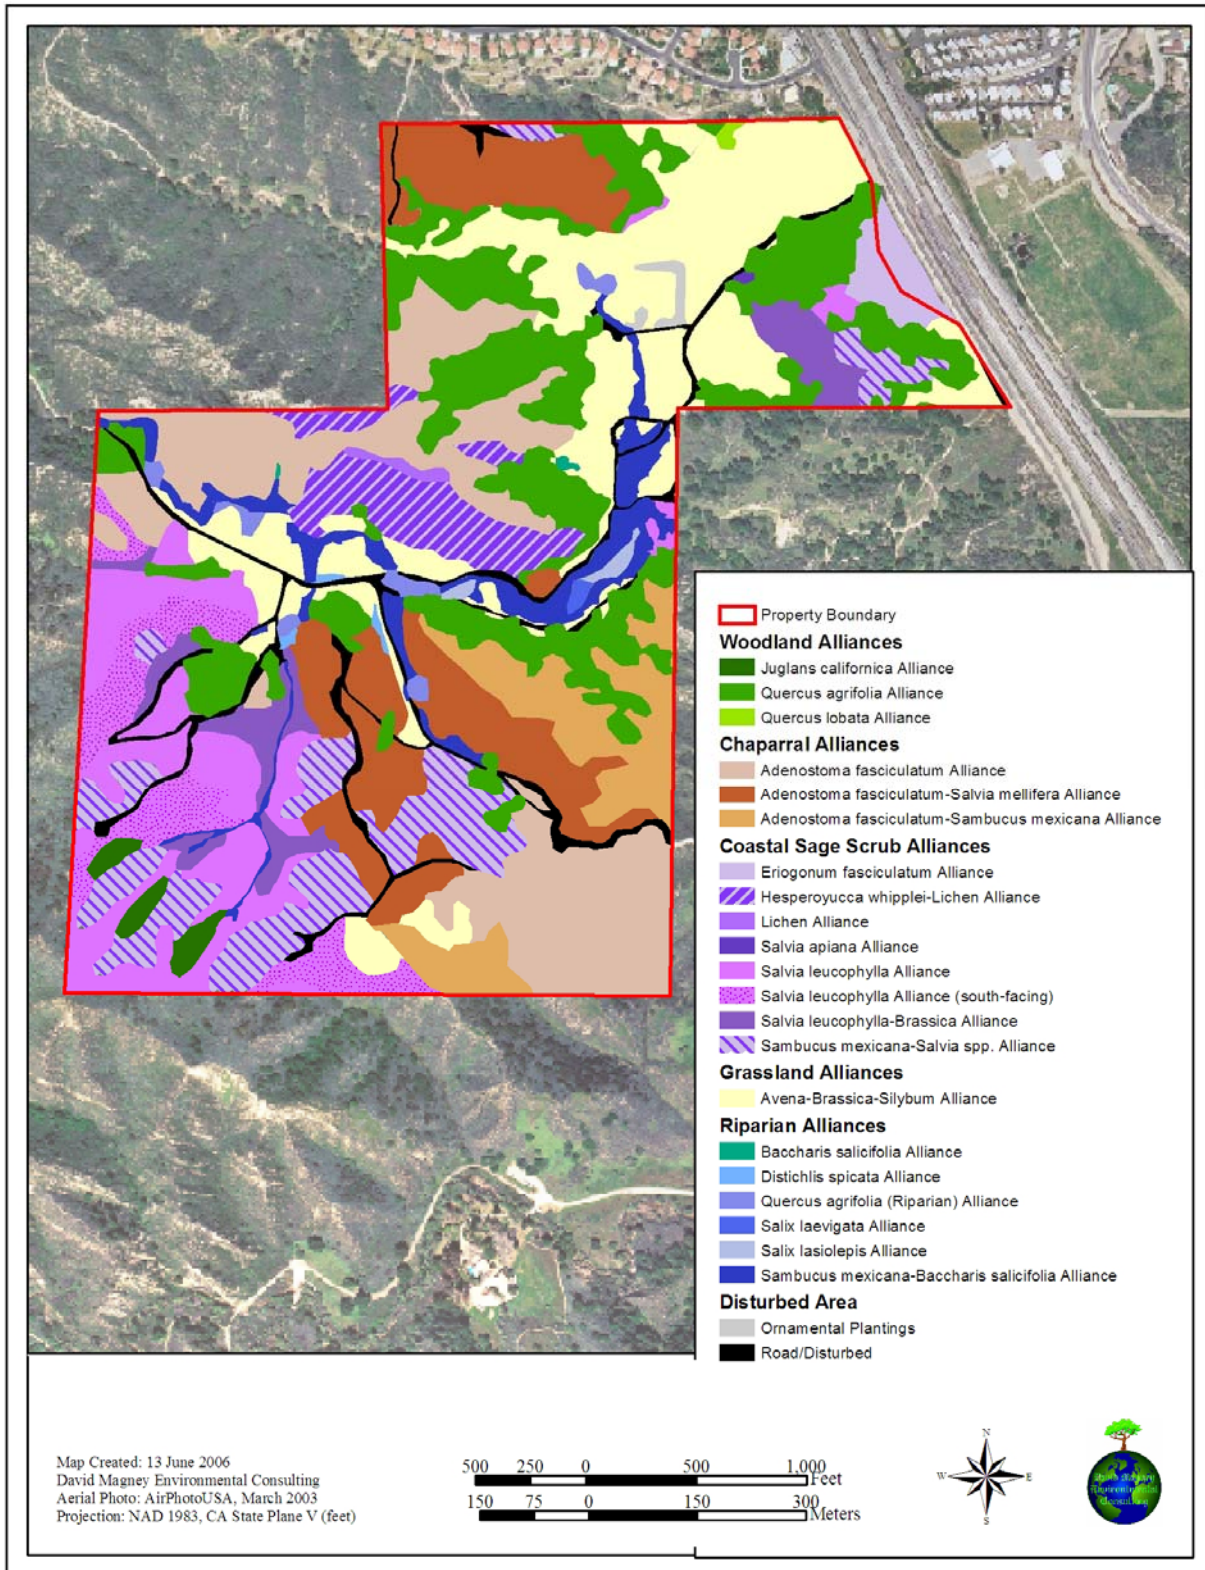 Property Boundary
Woodland Alliances
Juglans californica Alliance
Quercus agrifolia Alliance
Quercus lobata Alliance
Chaparral Alliances
Adenostoma fasciculatum Alliance
Adenostoma fasciculatum-Salvia mellifera Alliance
Adenostoma fasciculatum-Sambucus mexicana Alliance
Coastal Sage Scrub Alliances
Eriogonum fasciculatum Alliance
Hesperoyucca whipplei-Lichen Alliance
Lichen Alliance
Salvia apiana Alliance
Salvia leucophylla Alliance
Salvia leucophylla Alliance (south-facing)
Salvia leucophylla-Brassica Alliance
Sambucus mexicana-Salvia spp. Alliance
Grassland Alliances
Avena-Brassica-Silybum Alliance
Riparian Alliances
Baccharis salicifolia Alliance
Distichlis spicata Alliance
Quercus agrifolia (Riparian) Alliance
Salix laevigata Alliance
Salix lasiolepis Alliance
Sambucus mexicana-Baccharis salicifolia Alliance
Disturbed Area
Ornamental Plantings
Road/Disturbed
Map Created: 13 June 2006
David Magney Environmental Consulting
Aerial Photo: AirPhotoUSA, March 2003
Projection: NAD 1983, CA State Plane V (feet)
500 250 0 500 1,000
Feet
150 75 0 150 300
Meters
N
W E
S
David Magney
Environmental
Consulting